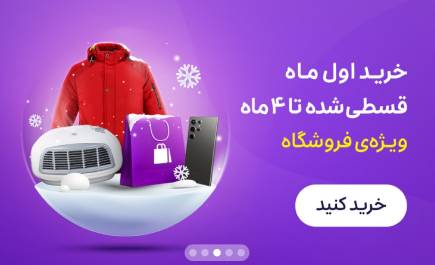 خرید اول ماه
قسطی‌شده تا ۴ ماه
ویژه‌ی فروشگاه
خرید کنید